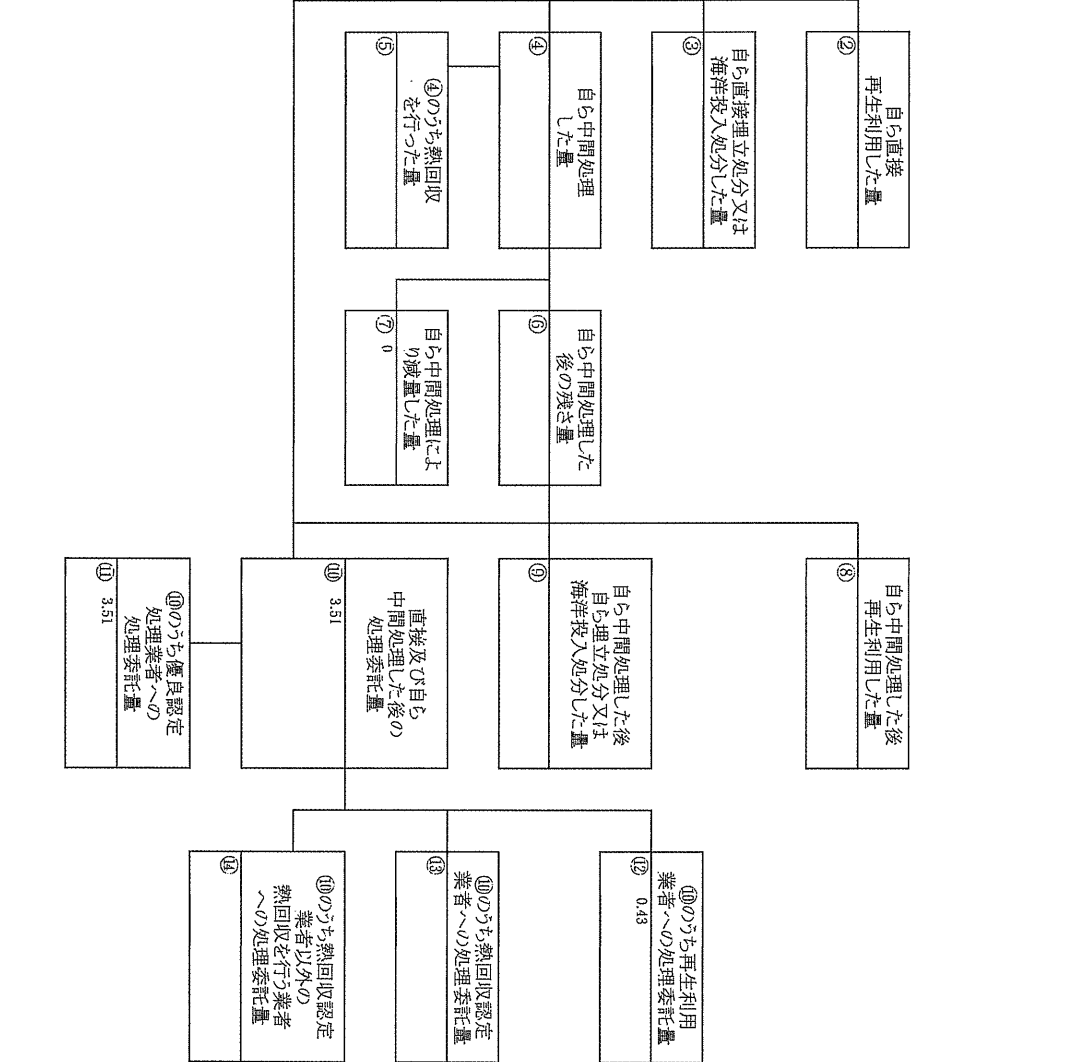 ②
自ら直接
再生利用した量
③
自ら直接埋立処分又は
海洋投入処分した量
④
自ら中間処理
した量
⑤
④のうち熱回収
を行った量
⑥
自ら中間処理した
後の残さ量
⑦ 0
自ら中間処理によ
り減量した量
⑧
自ら中間処理した後
再生利用した量
⑨
自ら中間処理した後
自ら埋立処分又は
海洋投入処分した量
⑩ 3.51
直接及び自ら
中間処理した後の
処理委託量
⑪ 3.51
⑩のうち優良認定
処理業者への
処理委託量
⑫ 0.43
⑩のうち再生利用
業者への処理委託量
⑬
⑩のうち熱回収認定
業者への処理委託量
⑭
⑩のうち熱回収認定
業者以外の
熱回収を行う業者
への処理委託量